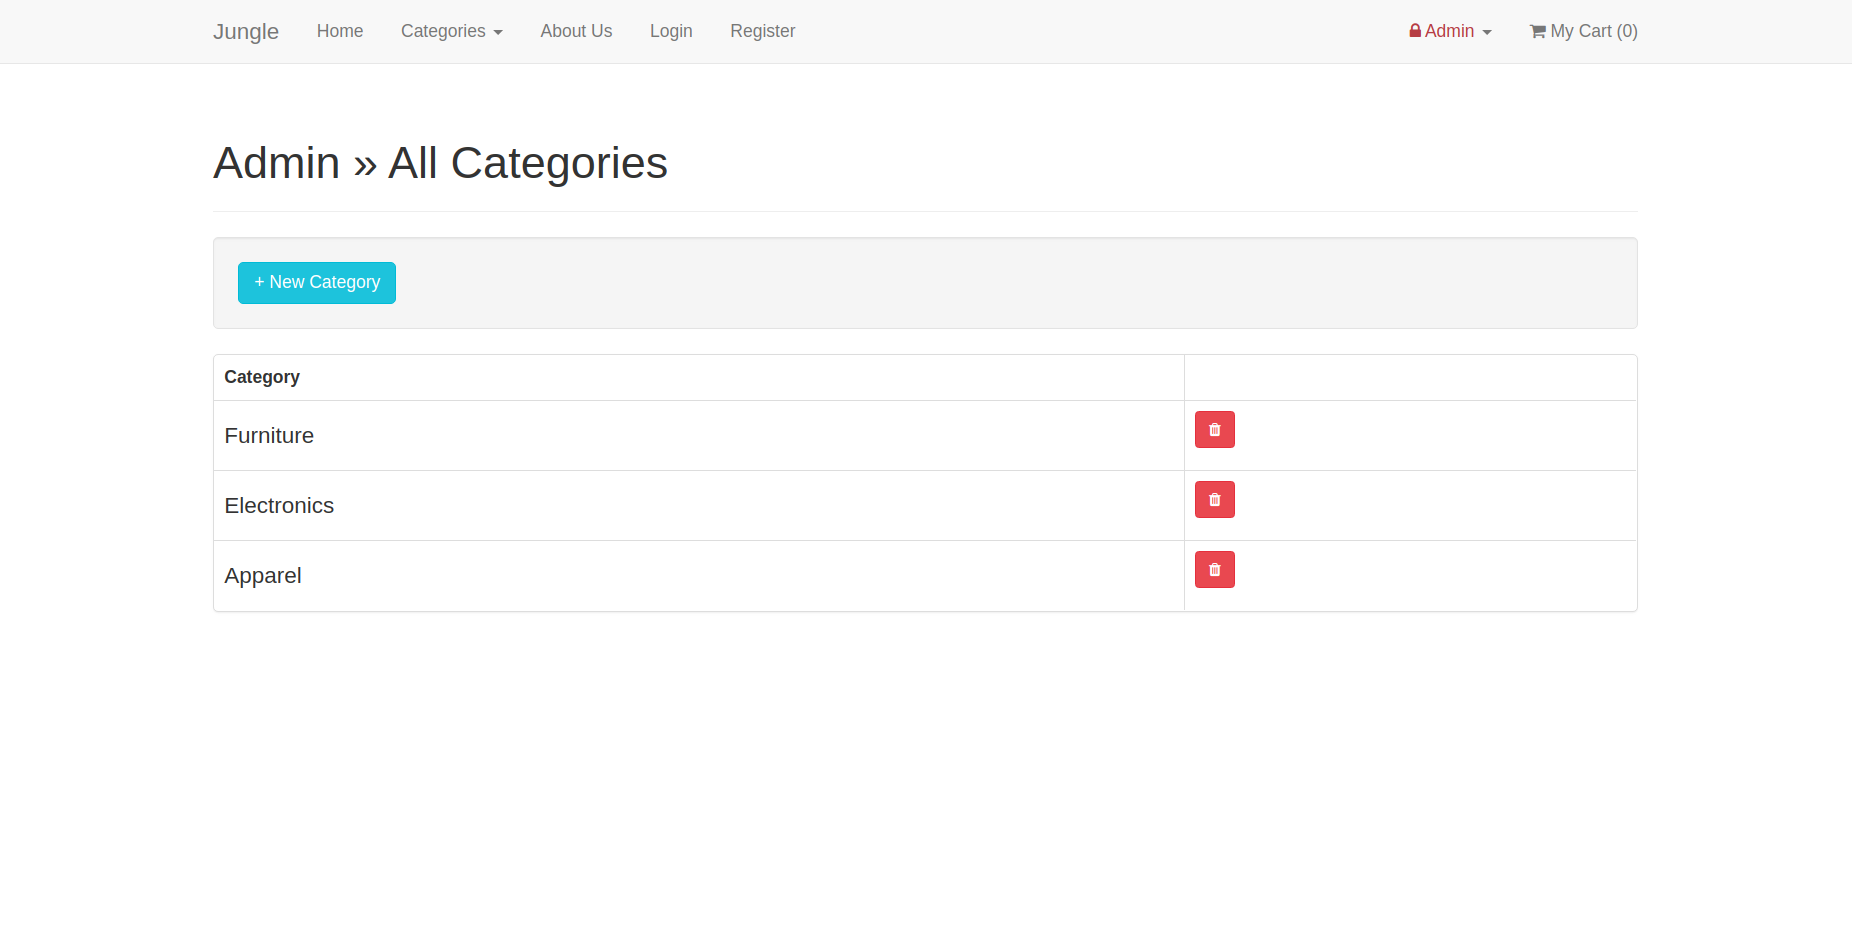 Jungle Home Categories About Us Login Register Admin My Cart (0)
Admin » All Categories
+ New Category
Category
Furniture
Electronics
Apparel